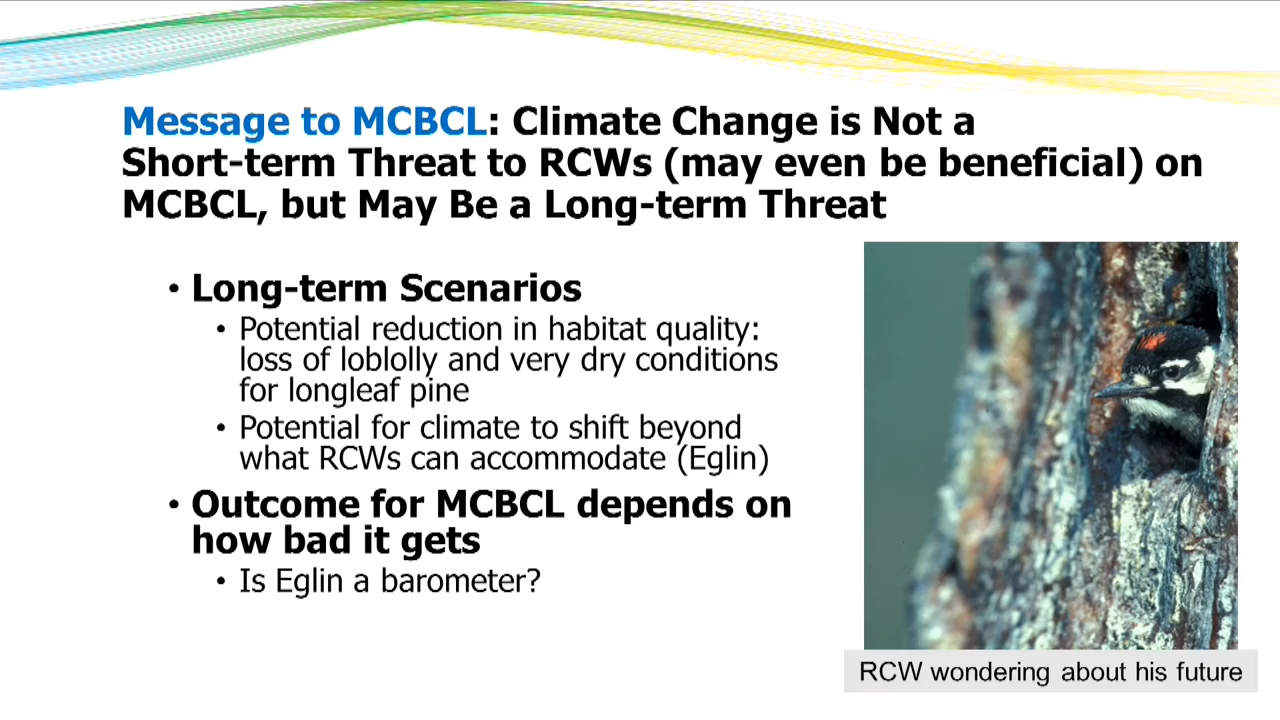 Message to MCBCL: Climate Change is Not a
Short-term Threat to RCWs (may even be beneficial) on
MCBCL, but May Be a Long-term Threat
• Long-term Scenarios
• Potential reduction in habitat quality:
loss of loblolly and very dry conditions
for longleaf pine
• Potential for climate to shift beyond
what RCWs can accommodate (Eglin)
• Outcome for MCBCL depends on
how bad it gets
• Is Eglin a barometer?
RCW wondering about his future